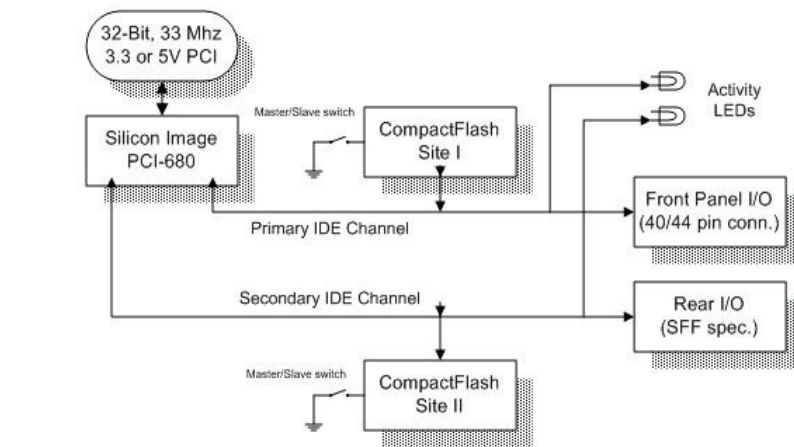 32-Bit, 33 Mhz
3.3 or 5V PCI
Silicon Image
PCI-680
Master/Slave switch
CompactFlash
Site I
Activity
LEDs
Front Panel I/O
(40/44 pin conn.)
Primary IDE Channel
Secondary IDE Channel
Rear I/O
(SFF spec.)
Master/Slave switch
CompactFlash
Site II